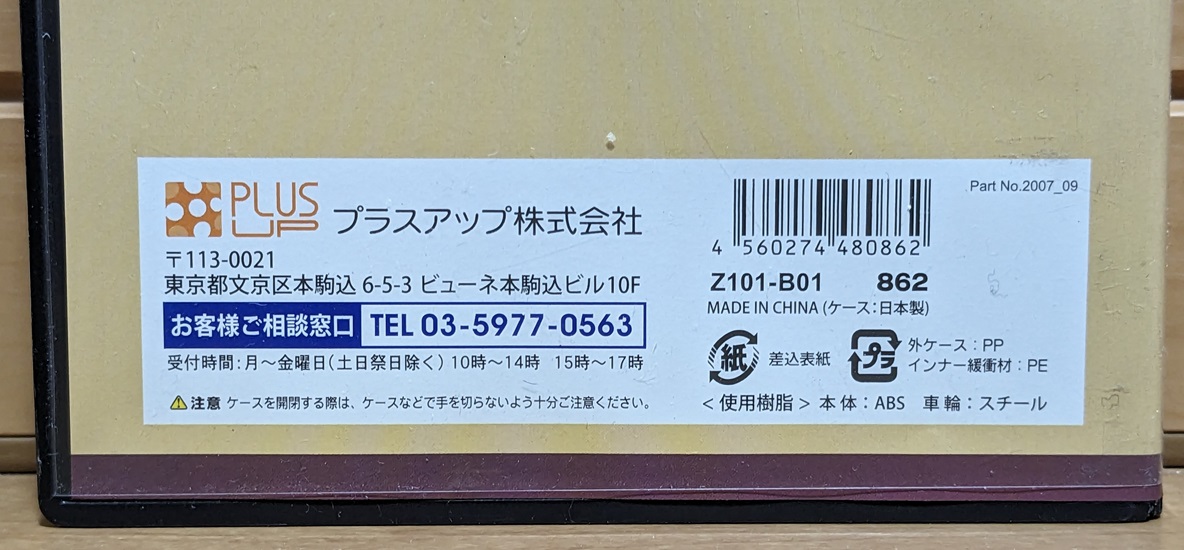 PLUS
UP
プラスアップ株式会社
〒113-0021
東京都文京区本駒込 6-5-3 ビューネ本駒込ビル10F
お客様ご相談窓口 TEL 03-5977-0563
受付時間:月〜金曜日(土日祭日除く) 10時〜14時 15時〜17時
注意 ケースを開閉する際は、ケースなどで手を切らないよう十分ご注意ください。
Part No.2007_09
4 560274 480862
Z101-B01 862
MADE IN CHINA (ケース:日本製)
紙 差込表紙
プラ 外ケース:PP
インナー緩衝材:PE
<使用樹脂> 本体:ABS 車輪:スチール